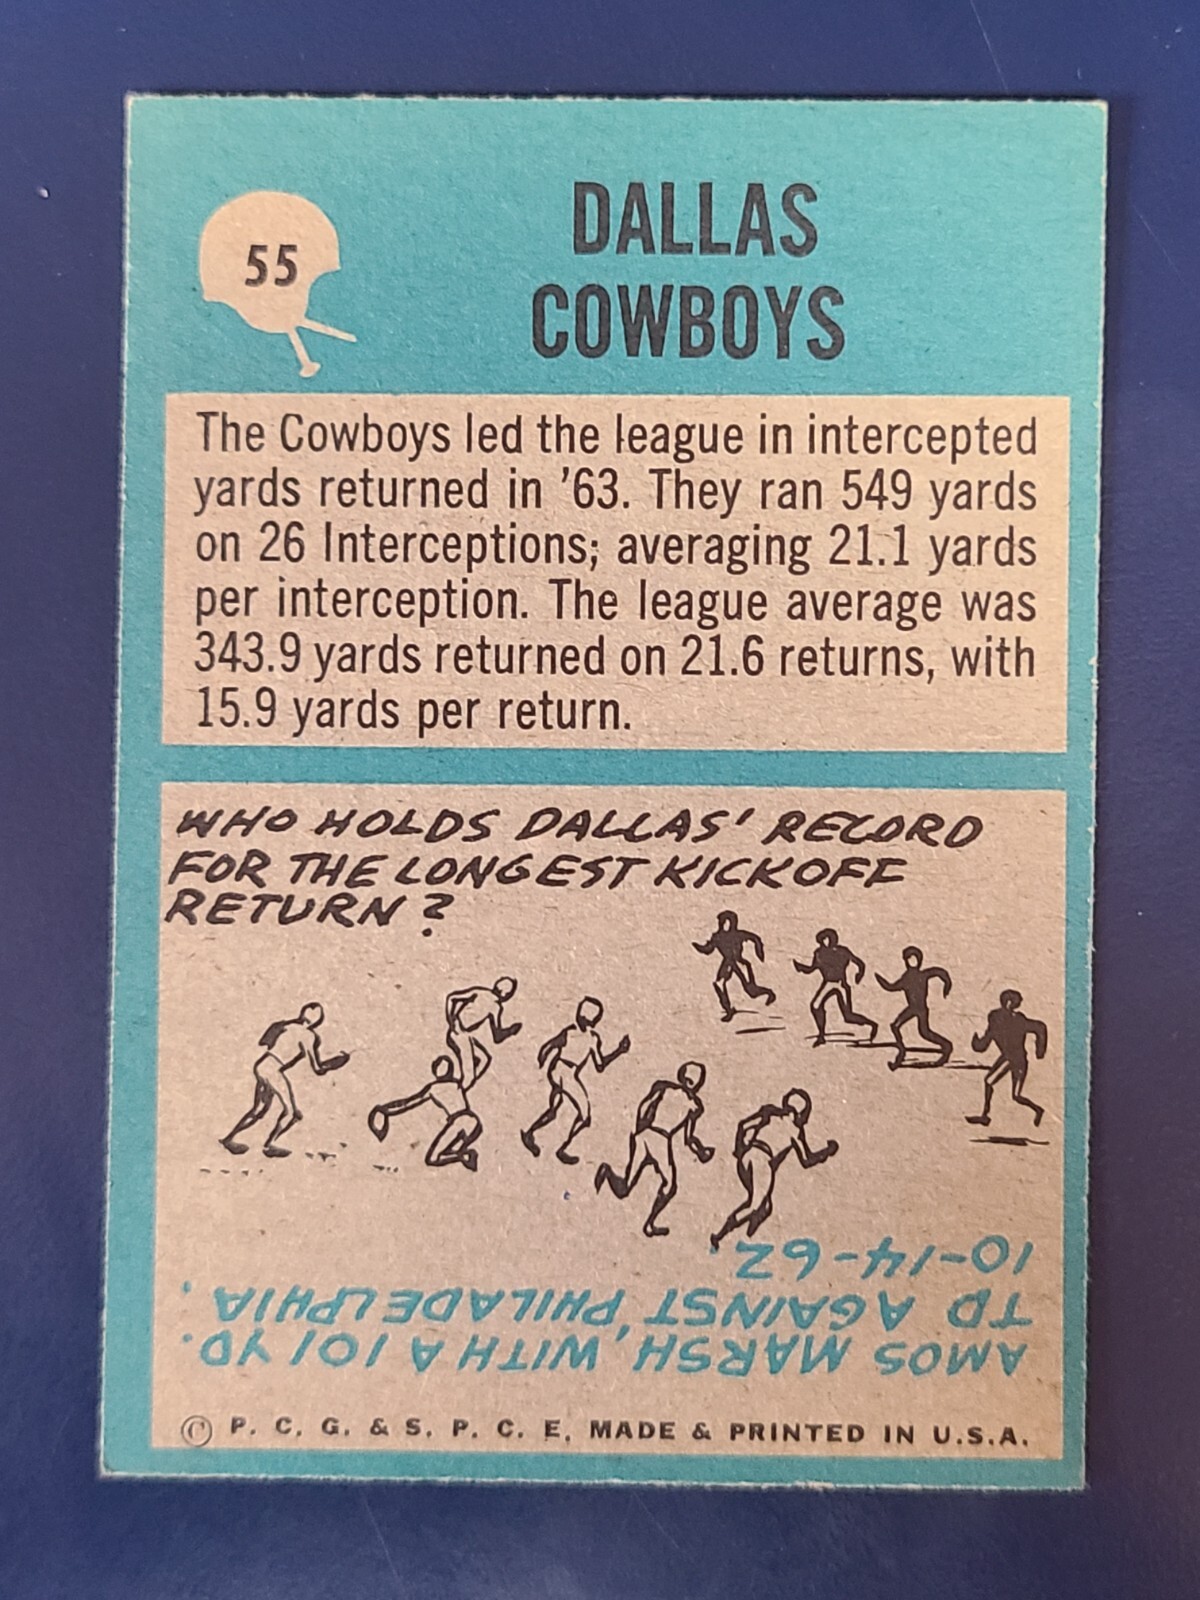 55
DALLAS
COWBOYS
The Cowboys led the league in intercepted
yards returned in '63. They ran 549 yards
on 26 Interceptions; averaging 21.1 yards
per interception. The league average was
343.9 yards returned on 21.6 returns, with
15.9 yards per return.
WHO HOLDS DALLAS' RECORD
FOR THE LONGEST KICKOFF
RETURN?
AMOS MARSH, WITH A 101 YD.
TD AGAINST PHILADELPHIA,
10-14-62.
© P. C. G. & S. P. C. E. MADE & PRINTED IN U.S.A.